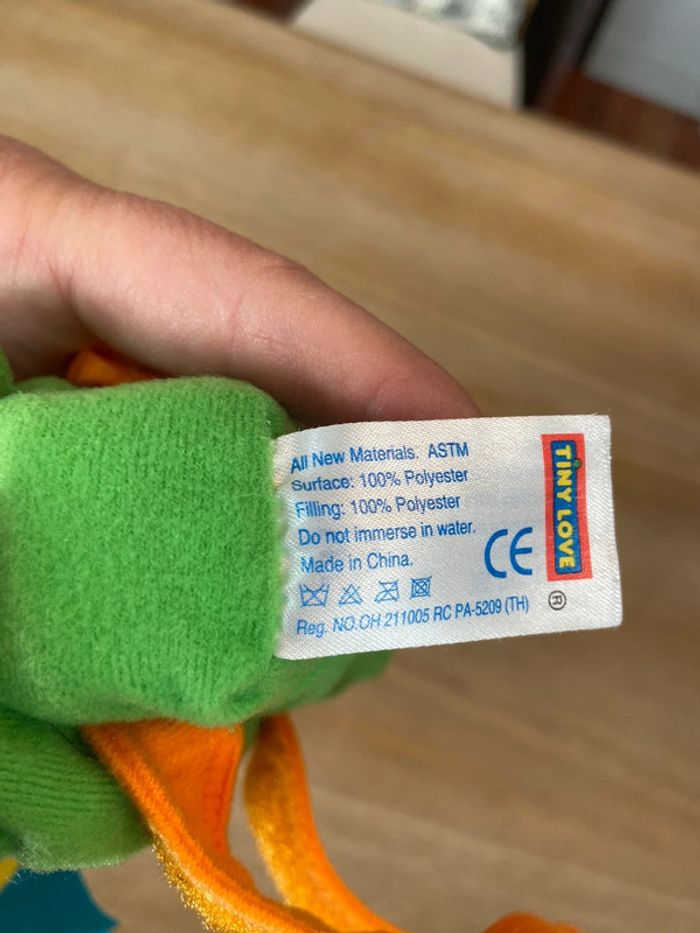 All New Materials. ASTM
Surface: 100% Polyester
Filling: 100% Polyester
Do not immerse in water.
Made in China.
CE
Reg. NO.OH 211005 RC PA-5209 (TH)
TiNY LOVE
®